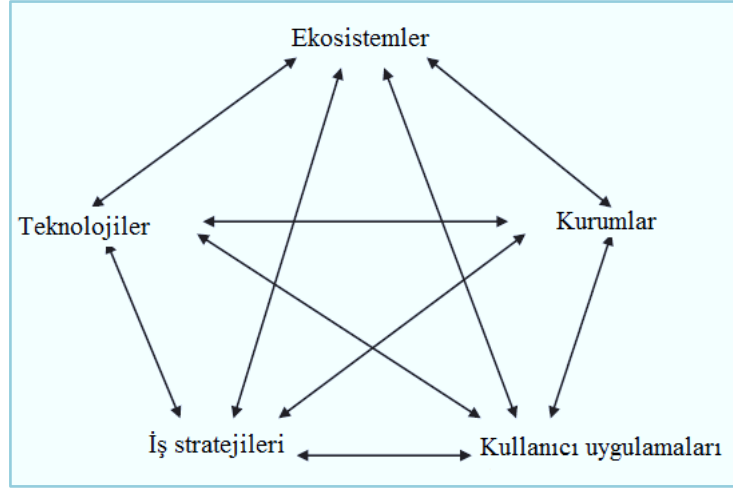 Ekosistemler
Teknolojiler
Kurumlar
İş stratejileri
Kullanıcı uygulamaları